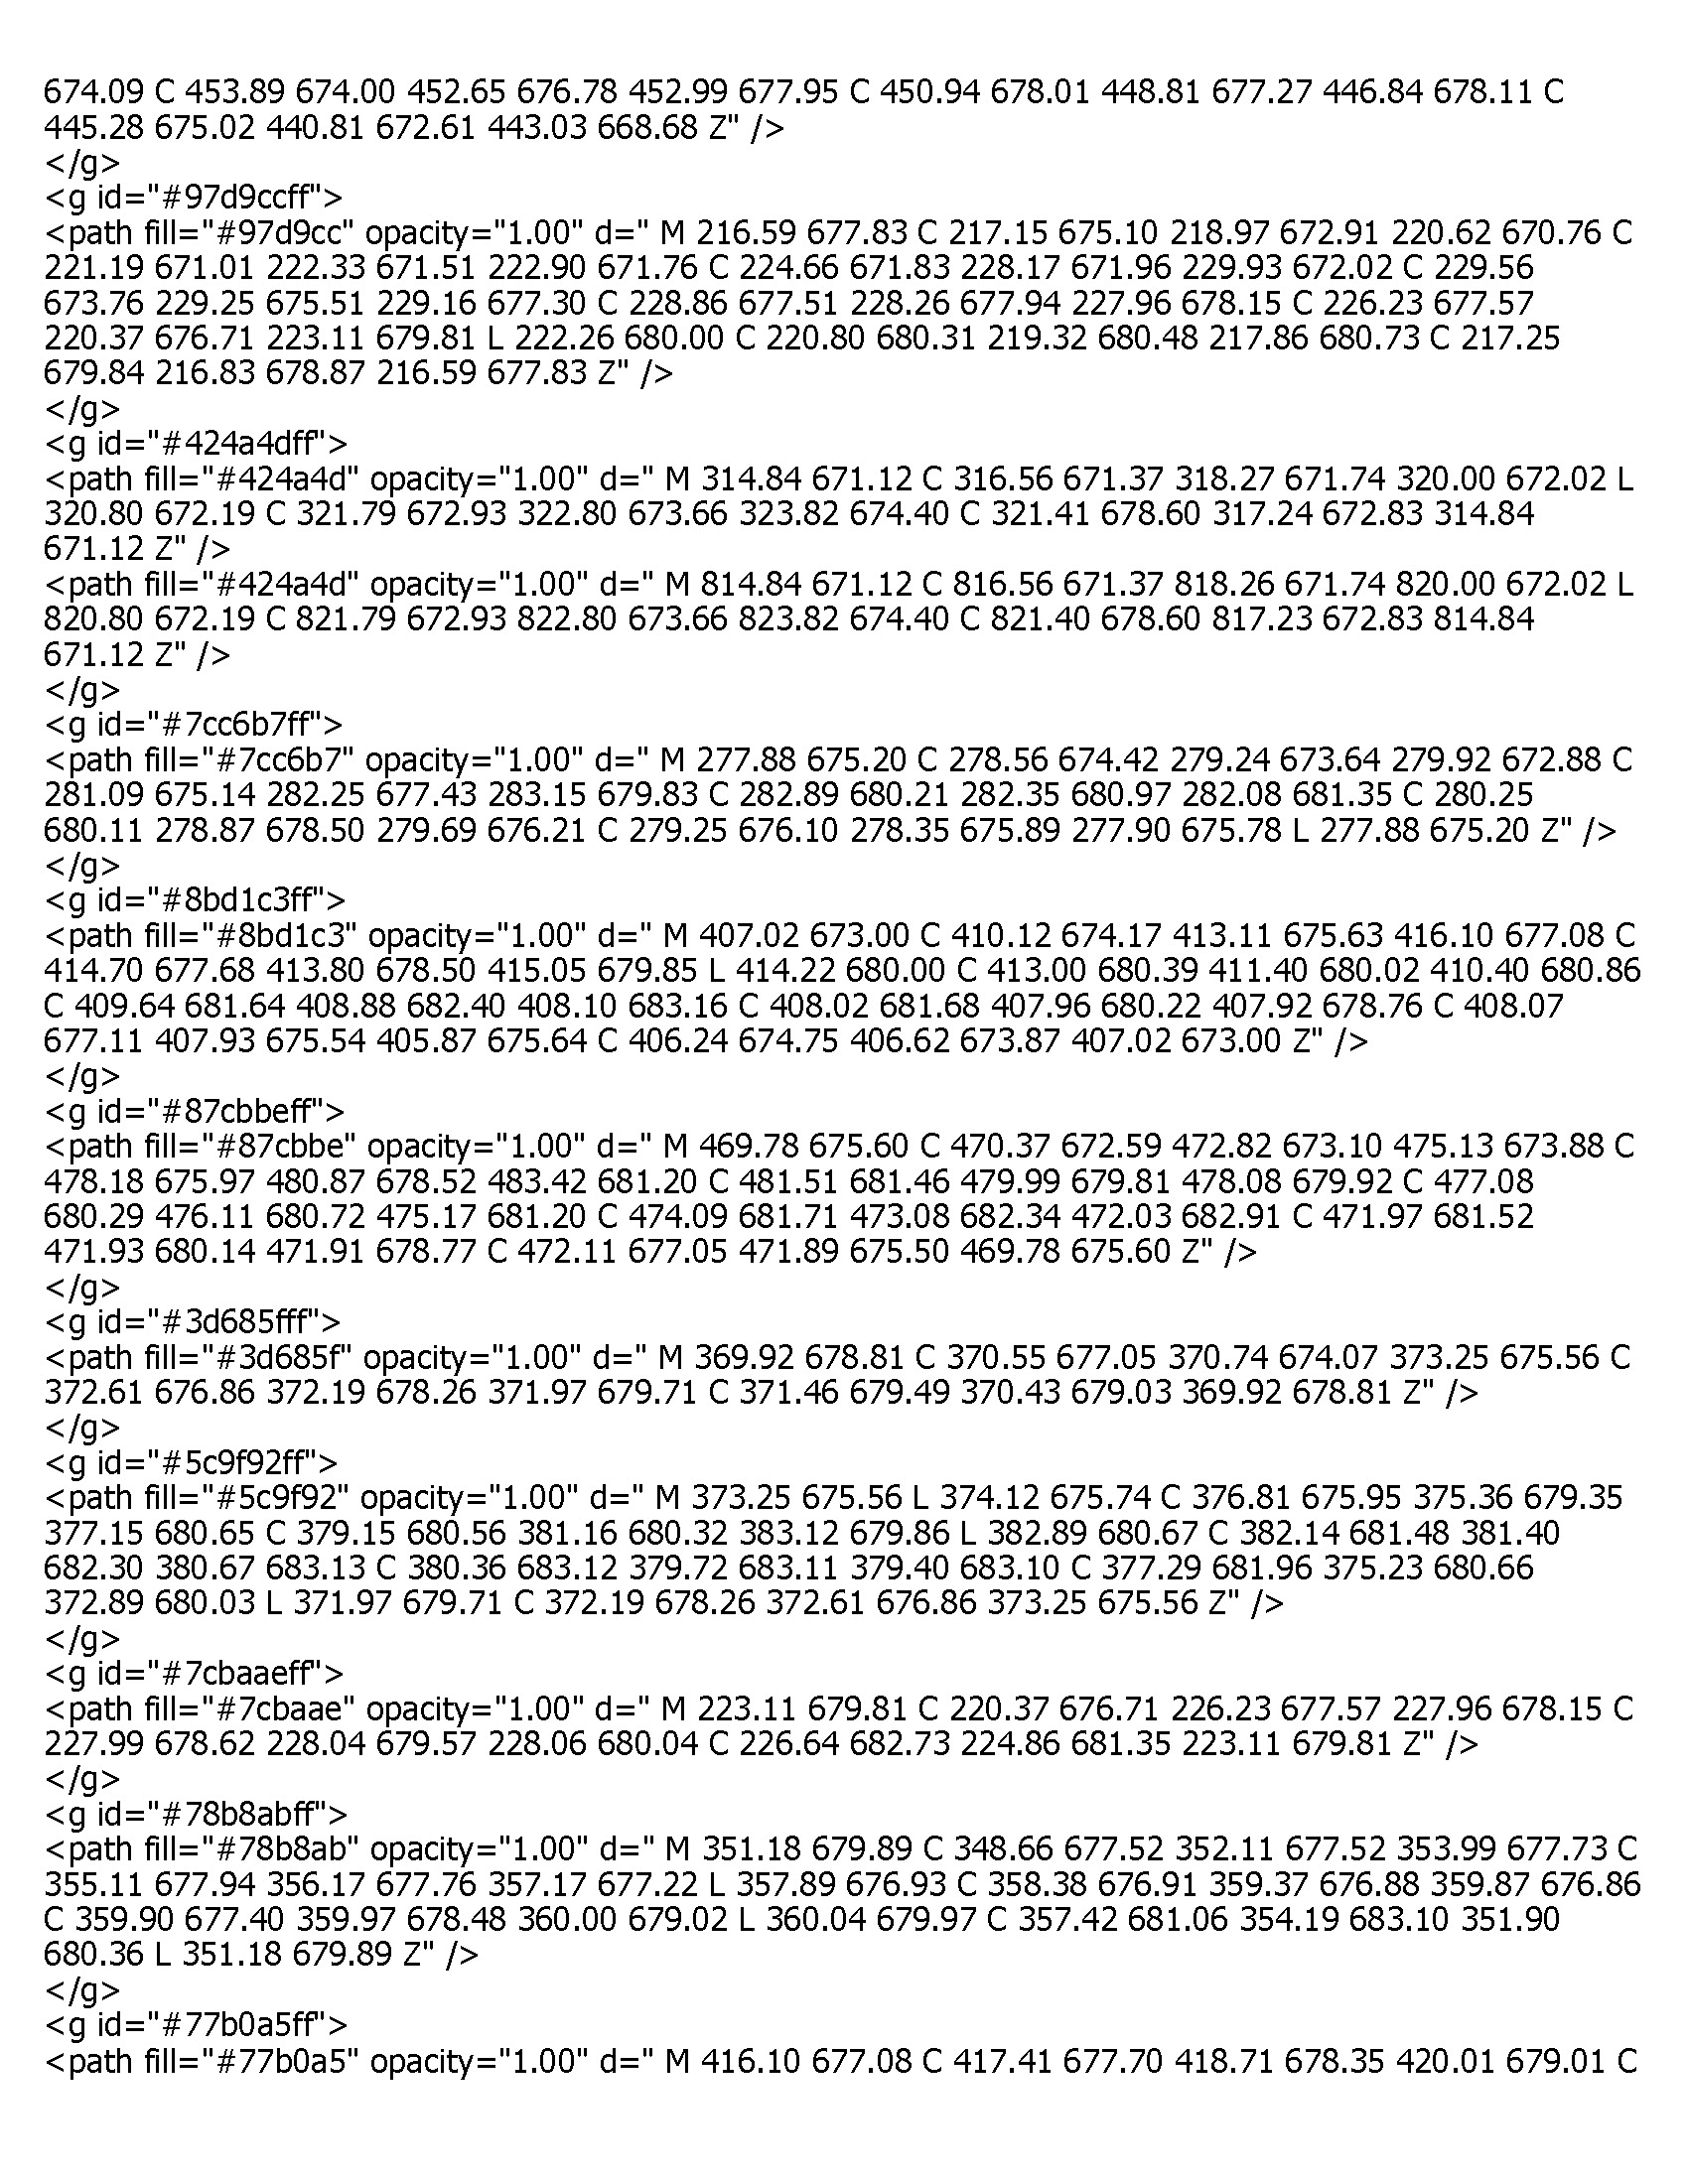 674.09 C 453.89 674.00 452.65 676.78 452.99 677.95 C 450.94 678.01 448.81 677.27 446.84 678.11 C
445.28 675.02 440.81 672.61 443.03 668.68 Z" />
</g>
<g id="#97d9ccff">
<path fill="#97d9cc" opacity="1.00" d=" M 216.59 677.83 C 217.15 675.10 218.97 672.91 220.62 670.76 C
221.19 671.01 222.33 671.51 222.90 671.76 C 224.66 671.83 228.17 671.96 229.93 672.02 C 229.56
673.76 229.25 675.51 229.16 677.30 C 228.86 677.51 228.26 677.94 227.96 678.15 C 226.23 677.57
220.37 676.71 223.11 679.81 L 222.26 680.00 C 220.80 680.31 219.32 680.48 217.86 680.73 C 217.25
679.84 216.83 678.87 216.59 677.83 Z" />
</g>
<g id="#424a4dff">
<path fill="#424a4d" opacity="1.00" d=" M 314.84 671.12 C 316.56 671.37 318.27 671.74 320.00 672.02 L
320.80 672.19 C 321.79 672.93 322.80 673.66 323.82 674.40 C 321.41 678.60 317.24 672.83 314.84
671.12 Z" />
<path fill="#424a4d" opacity="1.00" d=" M 814.84 671.12 C 816.56 671.37 818.26 671.74 820.00 672.02 L
820.80 672.19 C 821.79 672.93 822.80 673.66 823.82 674.40 C 821.40 678.60 817.23 672.83 814.84
671.12 Z" />
</g>
<g id="#7cc6b7ff">
<path fill="#7cc6b7" opacity="1.00" d=" M 277.88 675.20 C 278.56 674.42 279.24 673.64 279.92 672.88 C
281.09 675.14 282.25 677.43 283.15 679.83 C 282.89 680.21 282.35 680.97 282.08 681.35 C 280.25
680.11 278.87 678.50 279.69 676.21 C 279.25 676.10 278.35 675.89 277.90 675.78 L 277.88 675.20 Z" />
</g>
<g id="#8bd1c3ff">
<path fill="#8bd1c3" opacity="1.00" d=" M 407.02 673.00 C 410.12 674.17 413.11 675.63 416.10 677.08 C
414.70 677.68 413.80 678.50 415.05 679.85 L 414.22 680.00 C 413.00 680.39 411.40 680.02 410.40 680.86
C 409.64 681.64 408.88 682.40 408.10 683.16 C 408.02 681.68 407.96 680.22 407.92 678.76 C 408.07
677.11 407.93 675.54 405.87 675.64 C 406.24 674.75 406.62 673.87 407.02 673.00 Z" />
</g>
<g id="#87cbbeff">
<path fill="#87cbbe" opacity="1.00" d=" M 469.78 675.60 C 470.37 672.59 472.82 673.10 475.13 673.88 C
478.18 675.97 480.87 678.52 483.42 681.20 C 481.51 681.46 479.99 679.81 478.08 679.92 C 477.08
680.29 476.11 680.72 475.17 681.20 C 474.09 681.71 473.08 682.34 472.03 682.91 C 471.97 681.52
471.93 680.14 471.91 678.77 C 472.11 677.05 471.89 675.50 469.78 675.60 Z" />
</g>
<g id="#3d685fff">
<path fill="#3d685f" opacity="1.00" d=" M 369.92 678.81 C 370.55 677.05 370.74 674.07 373.25 675.56 C
372.61 676.86 372.19 678.26 371.97 679.71 C 371.46 679.49 370.43 679.03 369.92 678.81 Z" />
</g>
<g id="#5c9f92ff">
<path fill="#5c9f92" opacity="1.00" d=" M 373.25 675.56 L 374.12 675.74 C 376.81 675.95 375.36 679.35
377.15 680.65 C 379.15 680.56 381.16 680.32 383.12 679.86 L 382.89 680.67 C 382.14 681.48 381.40
682.30 380.67 683.13 C 380.36 683.12 379.72 683.11 379.40 683.10 C 377.29 681.96 375.23 680.66
372.89 680.03 L 371.97 679.71 C 372.19 678.26 372.61 676.86 373.25 675.56 Z" />
</g>
<g id="#7cbaaeff">
<path fill="#7cbaae" opacity="1.00" d=" M 223.11 679.81 C 220.37 676.71 226.23 677.57 227.96 678.15 C
227.99 678.62 228.04 679.57 228.06 680.04 C 226.64 682.73 224.86 681.35 223.11 679.81 Z" />
</g>
<g id="#78b8abff">
<path fill="#78b8ab" opacity="1.00" d=" M 351.18 679.89 C 348.66 677.52 352.11 677.52 353.99 677.73 C
355.11 677.94 356.17 677.76 357.17 677.22 L 357.89 676.93 C 358.38 676.91 359.37 676.88 359.87 676.86
C 359.90 677.40 359.97 678.48 360.00 679.02 L 360.04 679.97 C 357.42 681.06 354.19 683.10 351.90
680.36 L 351.18 679.89 Z" />
</g>
<g id="#77b0a5ff">
<path fill="#77b0a5" opacity="1.00" d=" M 416.10 677.08 C 417.41 677.70 418.71 678.35 420.01 679.01 C